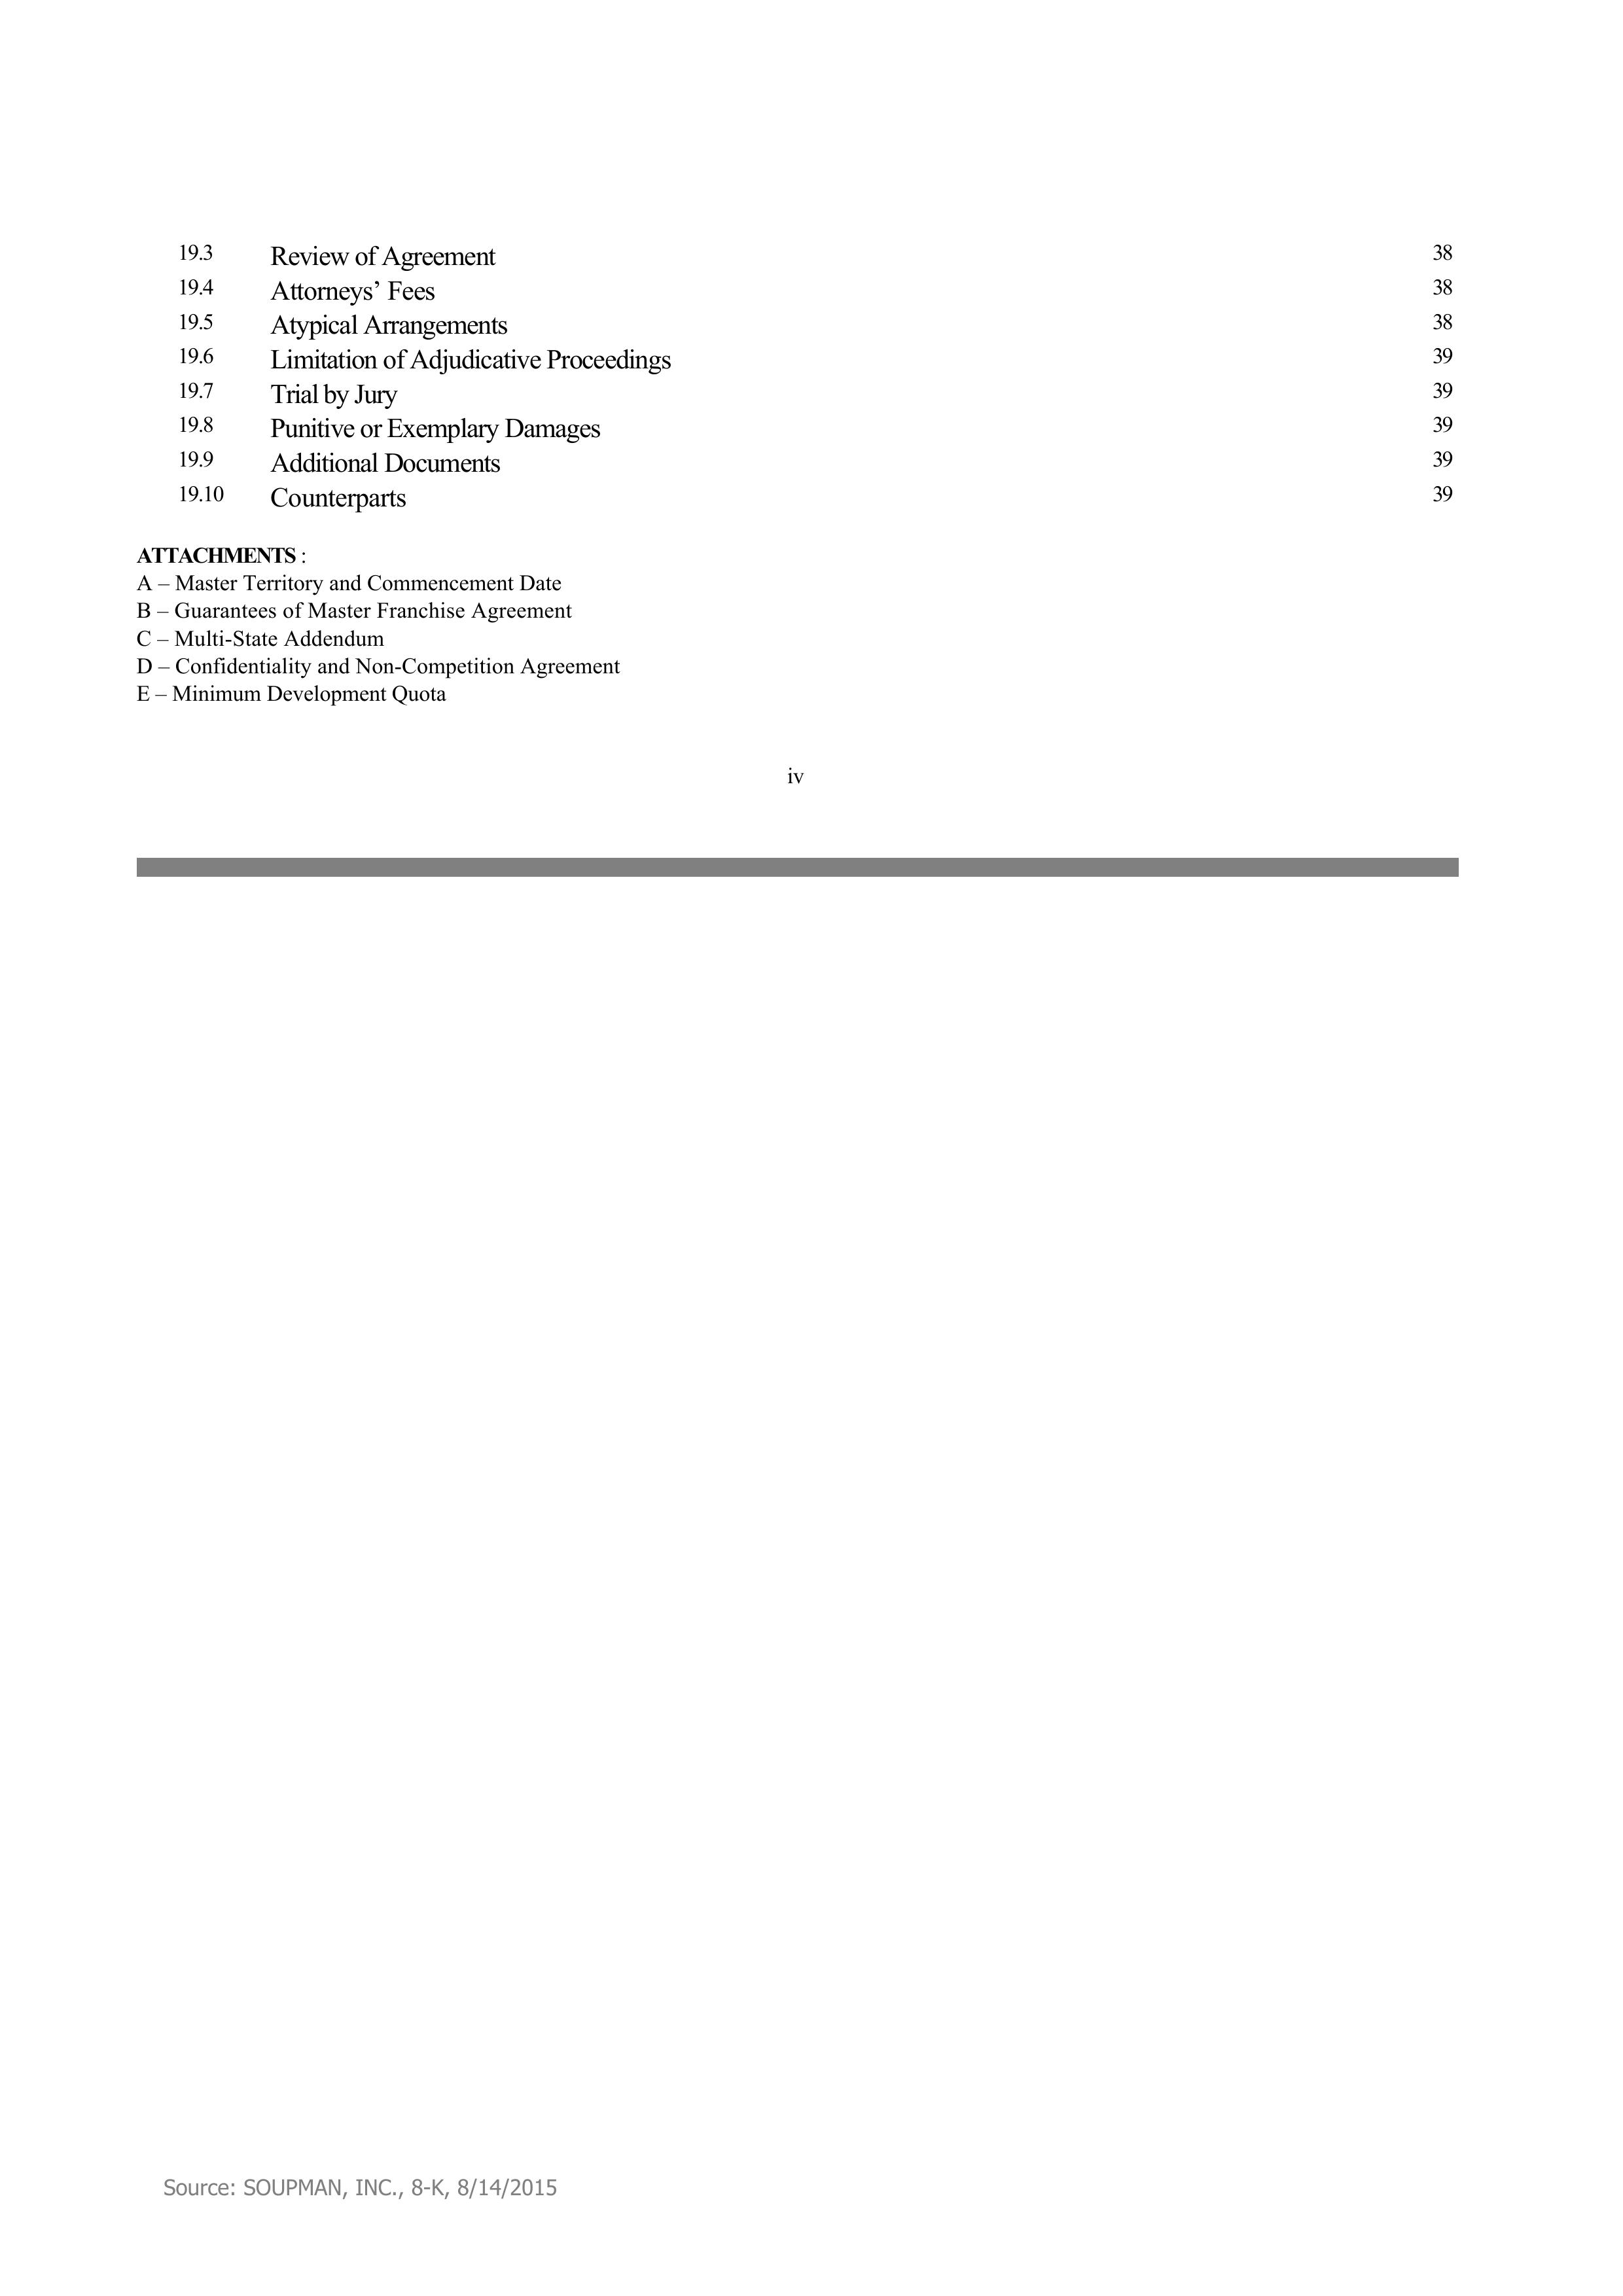 19.3 Review of Agreement 38
19.4 Attorneys’ Fees 38
19.5 Atypical Arrangements 38
19.6 Limitation of Adjudicative Proceedings 39
19.7 Trial by Jury 39
19.8 Punitive or Exemplary Damages 39
19.9 Additional Documents 39
19.10 Counterparts 39
ATTACHMENTS :
A – Master Territory and Commencement Date
B – Guarantees of Master Franchise Agreement
C – Multi-State Addendum
D – Confidentiality and Non-Competition Agreement
E – Minimum Development Quota
iv
Source: SOUPMAN, INC., 8-K, 8/14/2015